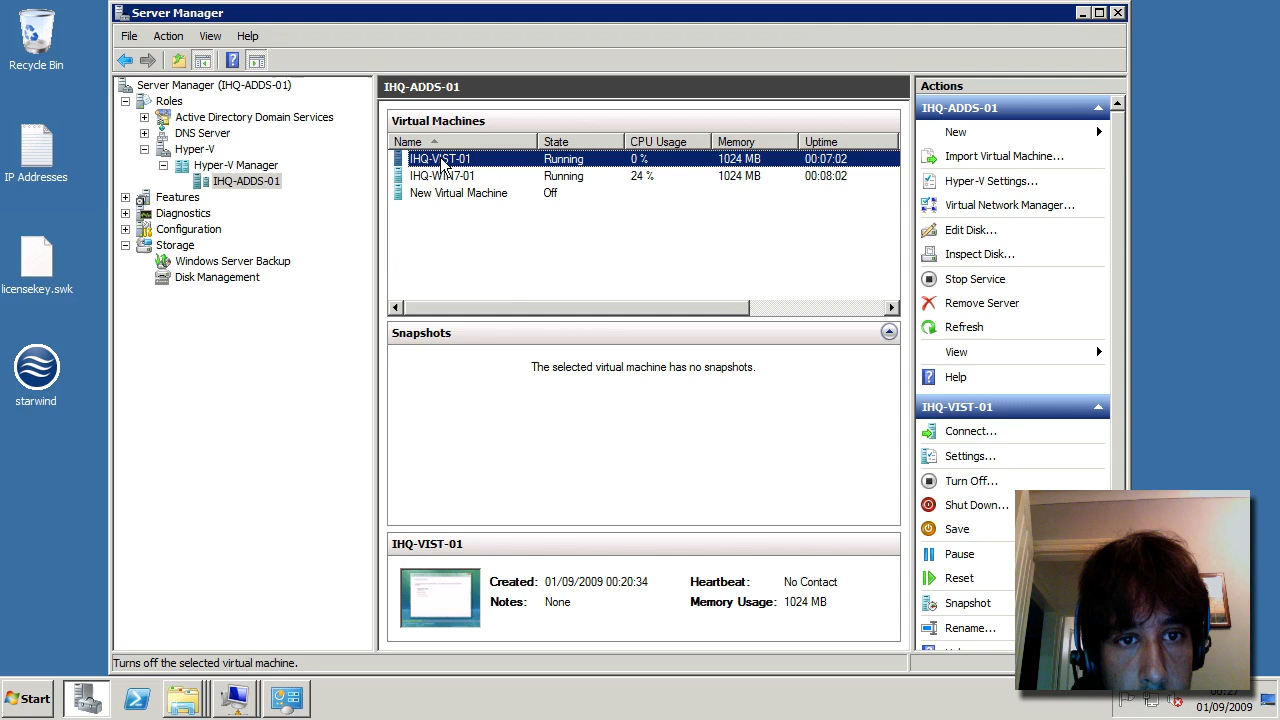 Recycle Bin
IP Addresses
licensekey.swk
starwind
Server Manager
File Action View Help
Server Manager (IHQ-ADDS-01)
Roles
Active Directory Domain Services
DNS Server
Hyper-V
Hyper-V Manager
IHQ-ADDS-01
Features
Diagnostics
Configuration
Storage
Windows Server Backup
Disk Management
IHQ-ADDS-01
Virtual Machines
Name State CPU Usage Memory Uptime
IHQ-VIST-01 Running 0 % 1024 MB 00:07:02
IHQ-WIN7-01 Running 24 % 1024 MB 00:08:02
New Virtual Machine Off
Snapshots
The selected virtual machine has no snapshots.
IHQ-VIST-01
Created: 01/09/2009 00:20:34 Heartbeat: No Contact
Notes: None Memory Usage: 1024 MB
Actions
IHQ-ADDS-01
New
Import Virtual Machine...
Hyper-V Settings...
Virtual Network Manager...
Edit Disk...
Inspect Disk...
Stop Service
Remove Server
Refresh
View
Help
IHQ-VIST-01
Connect...
Settings...
Turn Off...
Shut Down...
Save
Pause
Reset
Snapshot
Rename...
Turns off the selected virtual machine.
Start
00:27
01/09/2009